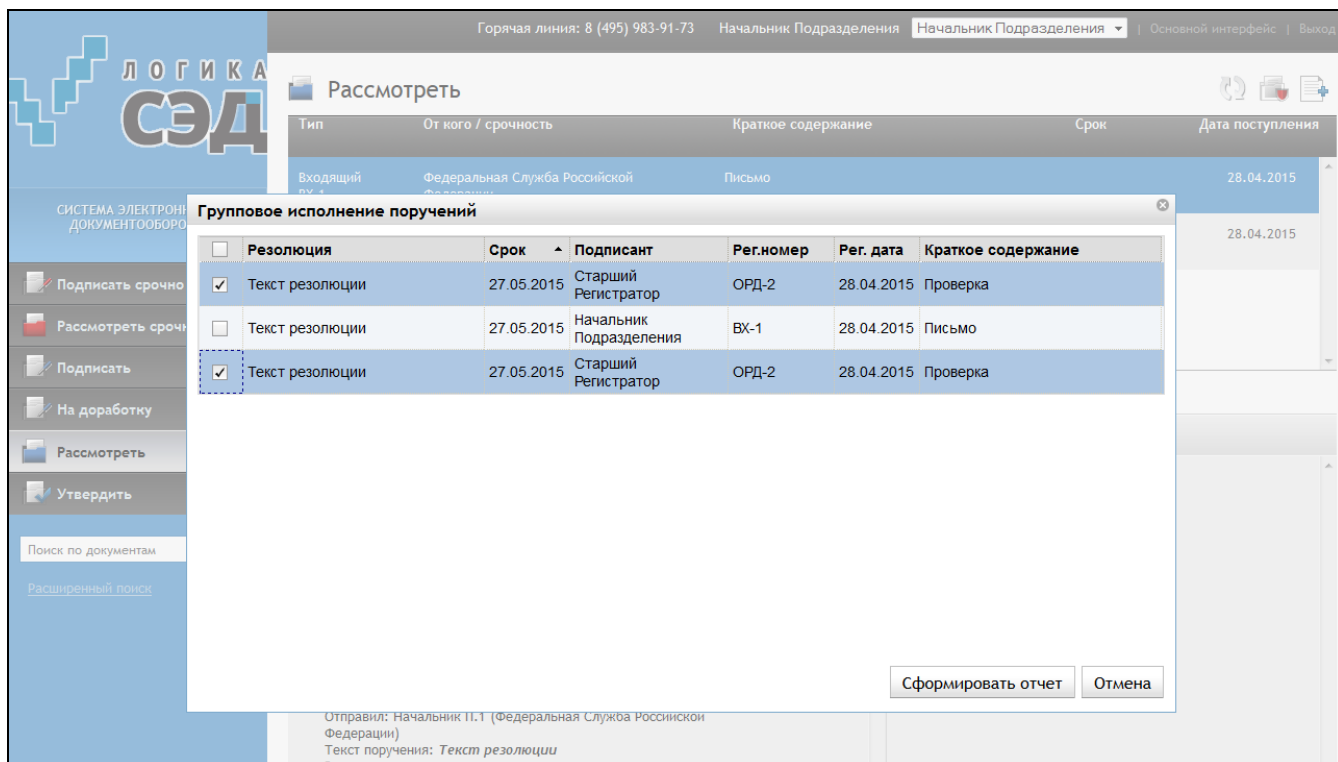 Горячая линия: 8 (495) 983-91-73 Начальник Подразделения Начальник Подразделения | Основной интерфейс | Выход
ЛОГИКА
СЭД
Рассмотреть
Тип От кого / срочность Краткое содержание Срок Дата поступления
Входящий Федеральная Служба Российской Письмо 28.04.2015
ВХ-1 Федерации
28.04.2015
СИСТЕМА ЭЛЕКТРОНН
ДОКУМЕНТООБОРО
Групповое исполнение поручений
Резолюция Срок Подписант Рег.номер Рег. дата Краткое содержание
Текст резолюции 27.05.2015 Старший Регистратор ОРД-2 28.04.2015 Проверка
Текст резолюции 27.05.2015 Начальник Подразделения ВХ-1 28.04.2015 Письмо
Текст резолюции 27.05.2015 Старший Регистратор ОРД-2 28.04.2015 Проверка
Подписать срочно
Рассмотреть сроч
Подписать
На доработку
Рассмотреть
Утвердить
Поиск по документам
Расширенный поиск
Сформировать отчет Отмена
Отправил: Начальник П.1 (Федеральная Служба Российской
Федерации)
Текст поручения: Текст резолюции